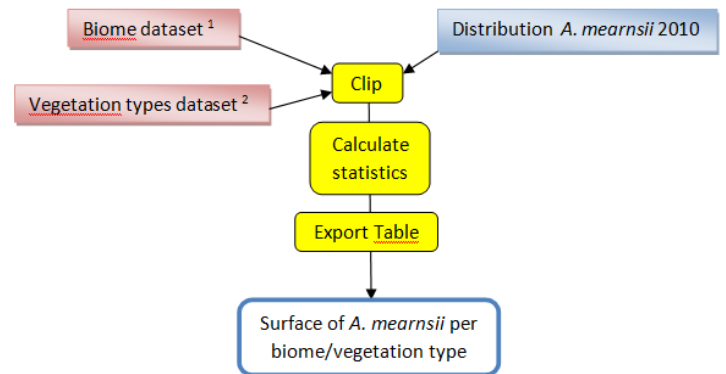 Biome dataset 1
Distribution A. mearnsii 2010
Clip
Vegetation types dataset 2
Calculate
statistics
Export Table
Surface of A. mearnsii per
biome/vegetation type